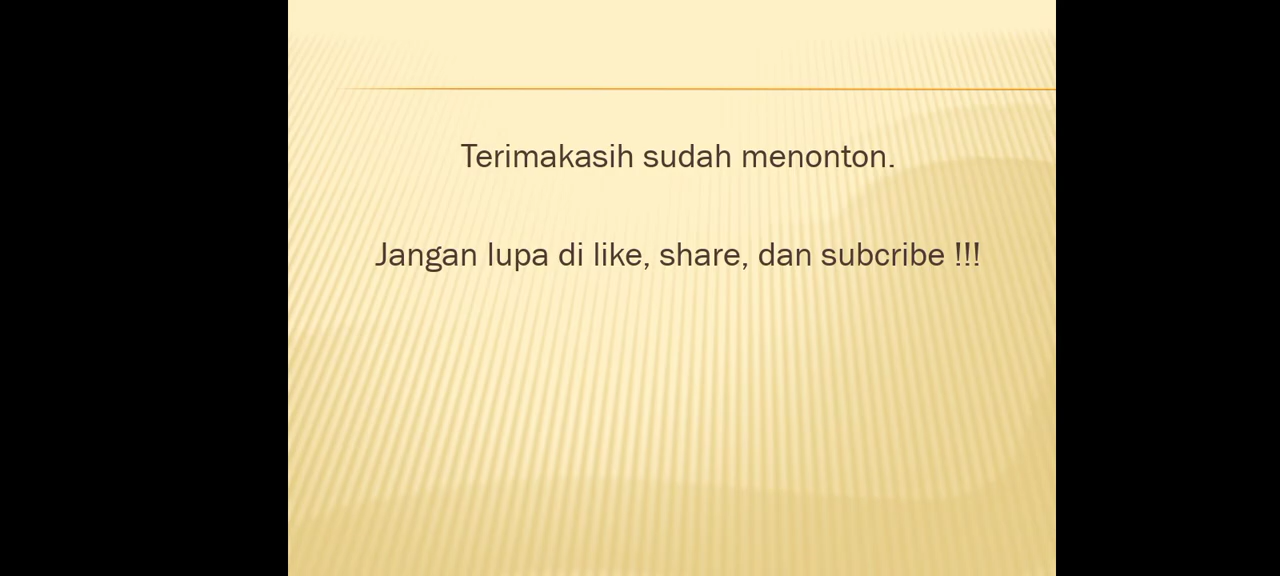 Terimakasih sudah menonton.
Jangan lupa di like, share, dan subcribe !!!